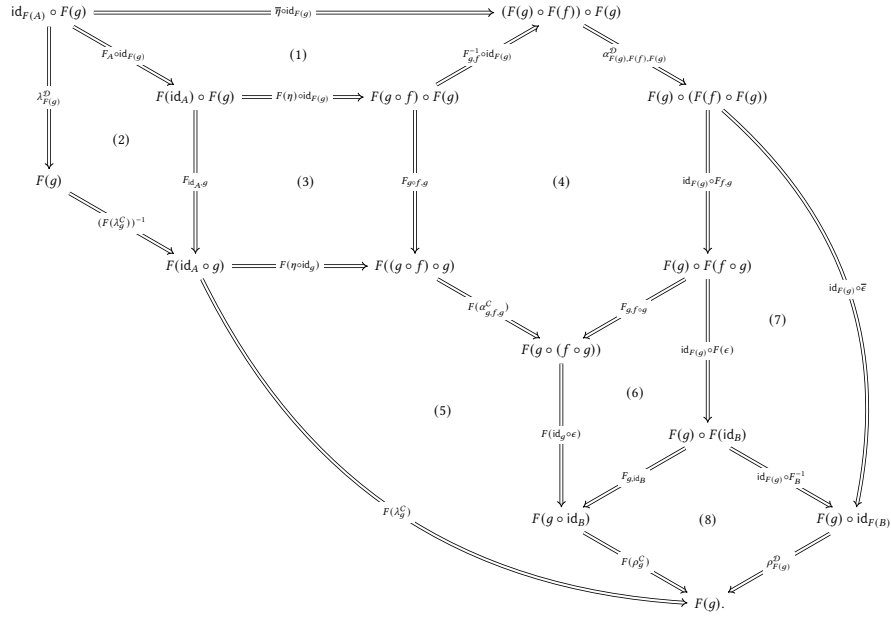 id_{F(A)} ∘ F(g) \overline{η}∘id_{F(g)} (F(g) ∘ F(f)) ∘ F(g)
(1)
F_A∘id_{F(g)} F^{-1}_{g,f}∘id_{F(g)} α^𝒟_{F(g),F(f),F(g)}
λ^𝒟_{F(g)} F(id_A) ∘ F(g) F(η)∘id_{F(g)} F(g ∘ f) ∘ F(g) F(g) ∘ (F(f) ∘ F(g))
(2)
F(g) F_{id_A,g} (3) F_{g∘f,g} (4) id_{F(g)}∘F_{f,g}
(F(λ^C_g))^{-1}
F(id_A ∘ g) F(η∘id_g) F((g ∘ f) ∘ g) F(g) ∘ F(f ∘ g) id_{F(g)}∘\overline{ϵ}
F(α^C_{g,f,g}) F_{g,f∘g} (7)
F(g ∘ (f ∘ g)) id_{F(g)}∘F(ϵ)
(5) (6)
F(id_g∘ϵ) F(g) ∘ F(id_B)
F_{g,id_B} id_{F(g)}∘F^{-1}_B
F(λ^C_g) F(g ∘ id_B) (8) F(g) ∘ id_{F(B)}
F(ρ^C_g) ρ^𝒟_{F(g)}
F(g).